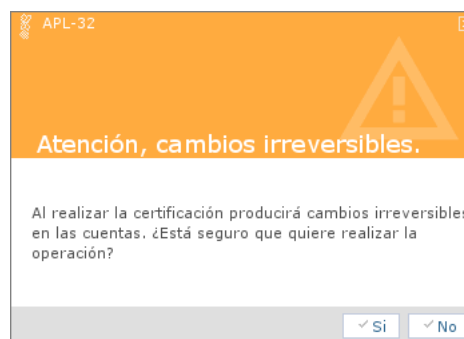 APL-32
Atención, cambios irreversibles.
Al realizar la certificación producirá cambios irreversibles
en las cuentas. ¿Está seguro que quiere realizar la
operación?
Si
No